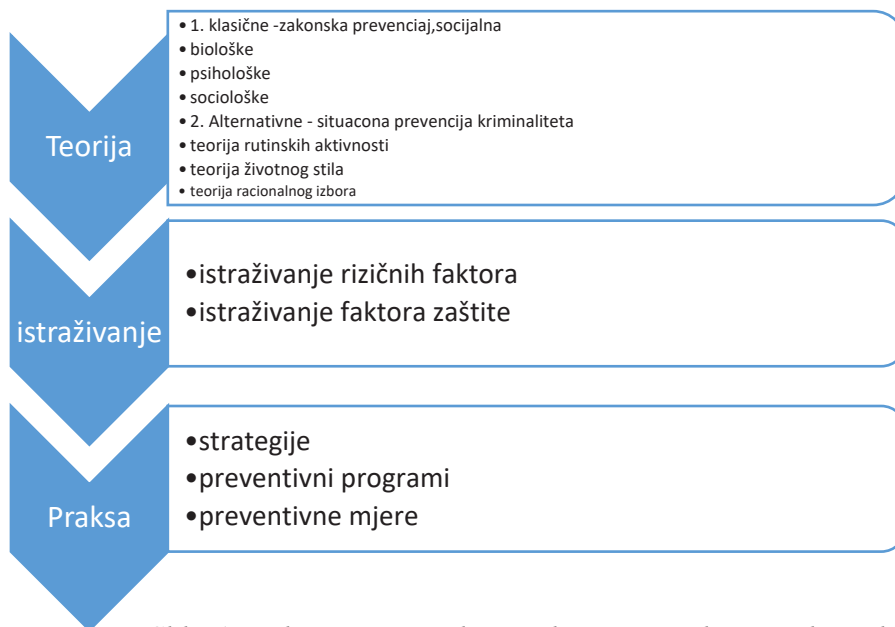 Teorija
• 1. klasične -zakonska prevenciaj,socijalna
• biološke
• psihološke
• sociološke
• 2. Alternativne - situacona prevencija kriminaliteta
• teorija rutinskih aktivnosti
• teorija životnog stila
• teorija racionalnog izbora
istraživanje
•istraživanje rizičnih faktora
•istraživanje faktora zaštite
Praksa
•strategije
•preventivni programi
•preventivne mjere